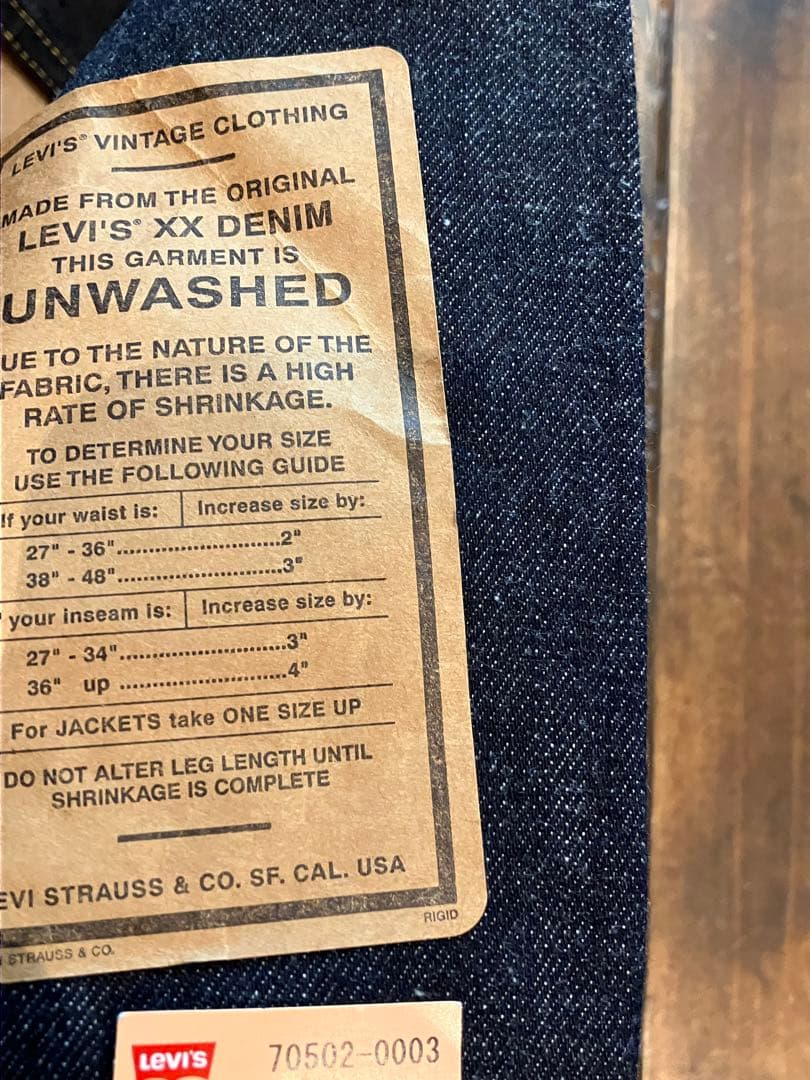 LEVI'S® VINTAGE CLOTHING
MADE FROM THE ORIGINAL
LEVI'S® XX DENIM
THIS GARMENT IS
UNWASHED
UE TO THE NATURE OF THE
FABRIC, THERE IS A HIGH
RATE OF SHRINKAGE.
TO DETERMINE YOUR SIZE
USE THE FOLLOWING GUIDE
If your waist is: Increase size by:
27" - 36"..............................2"
38" - 48"..............................3"
your inseam is: Increase size by:
27" - 34"..............................3"
36" up ..............................4"
For JACKETS take ONE SIZE UP
DO NOT ALTER LEG LENGTH UNTIL
SHRINKAGE IS COMPLETE
EVI STRAUSS & CO. SF. CAL. USA
RIGID
STRAUSS & CO.
LEVI'S 70502-0003